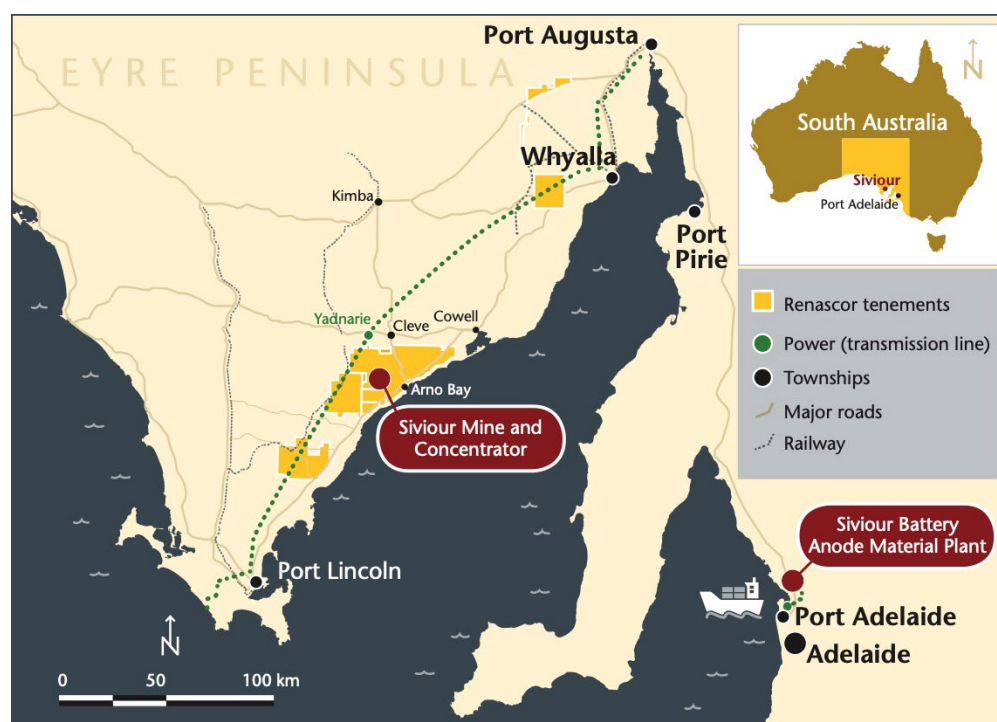 EYRE PENINSULA
Port Augusta
Whyalla
Kimba
Port
Pirie
Yadnarie
Cleve
Cowell
Arno Bay
Siviour Mine and
Concentrator
Port Lincoln
N
0 50 100 km
N
South Australia
Siviour
Port Adelaide
Renascor tenements
Power (transmission line)
Townships
Major roads
Railway
Siviour Battery
Anode Material Plant
Port Adelaide
Adelaide